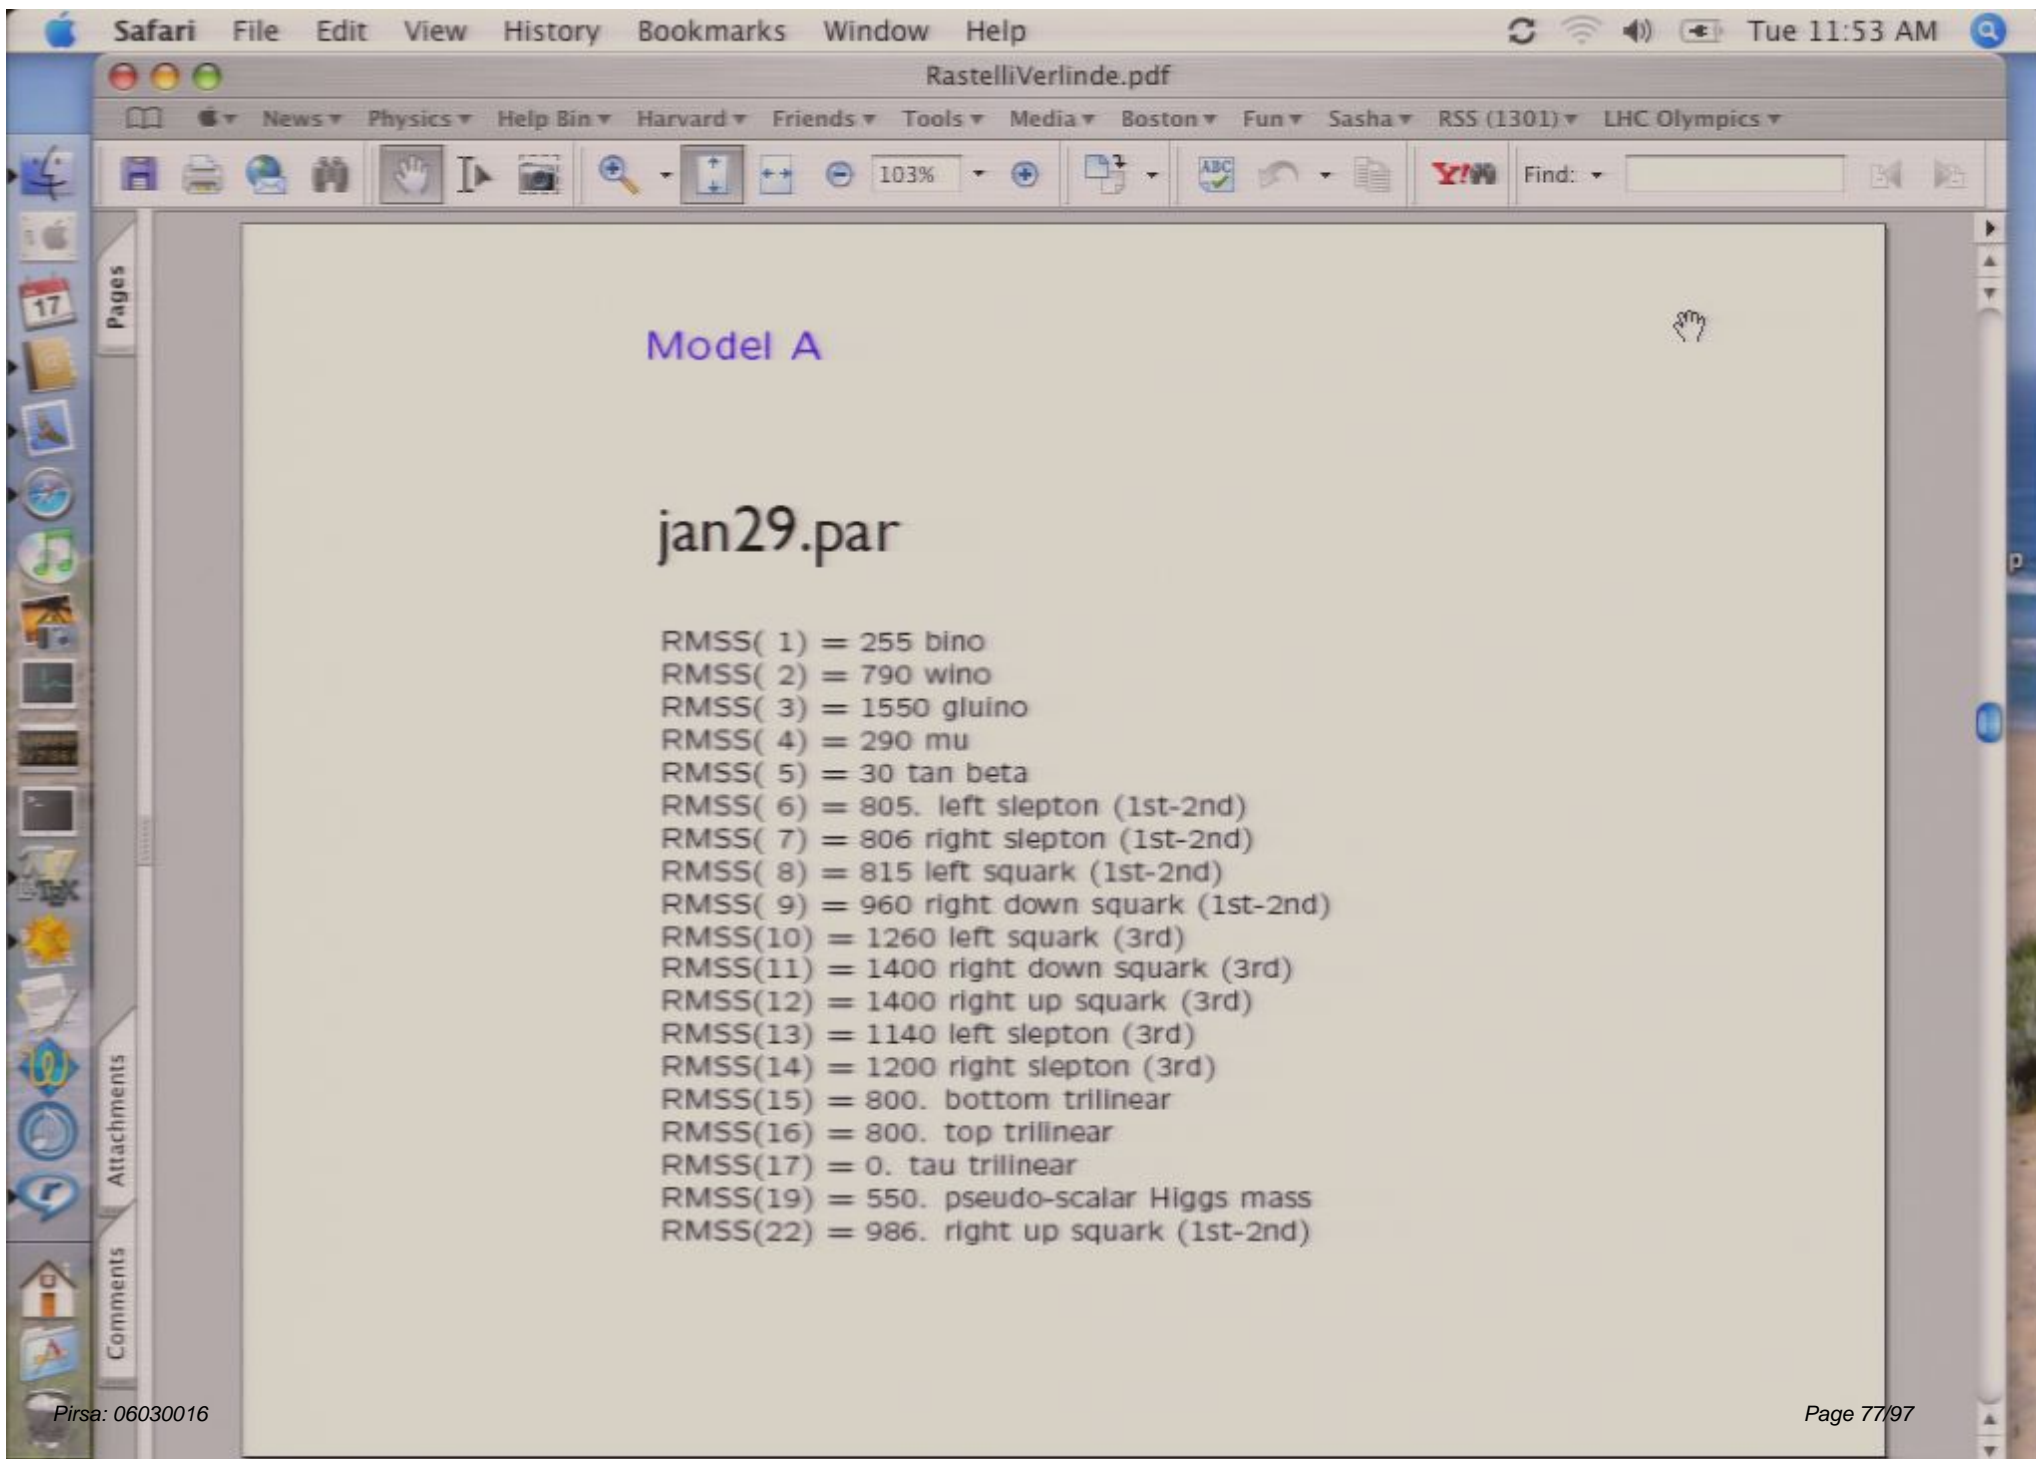 Safari File Edit View History Bookmarks Window Help Tue 11:53 AM
RastelliVerlinde.pdf
News Physics Help Bin Harvard Friends Tools Media Boston Fun Sasha RSS (1301) LHC Olympics
103% ABC Y! Find:
17
Pages
Model A
jan29.par
p
RMSS( 1) = 255 bino
RMSS( 2) = 790 wino
RMSS( 3) = 1550 gluino
RMSS( 4) = 290 mu
RMSS( 5) = 30 tan beta
RMSS( 6) = 805. left slepton (1st-2nd)
RMSS( 7) = 806 right slepton (1st-2nd)
RMSS( 8) = 815 left squark (1st-2nd)
RMSS( 9) = 960 right down squark (1st-2nd)
RMSS(10) = 1260 left squark (3rd)
RMSS(11) = 1400 right down squark (3rd)
RMSS(12) = 1400 right up squark (3rd)
RMSS(13) = 1140 left slepton (3rd)
RMSS(14) = 1200 right slepton (3rd)
RMSS(15) = 800. bottom trilinear
RMSS(16) = 800. top trilinear
RMSS(17) = 0. tau trilinear
RMSS(19) = 550. pseudo-scalar Higgs mass
RMSS(22) = 986. right up squark (1st-2nd)
Attachments
Comments
Pirsa: 06030016
Page 77/97